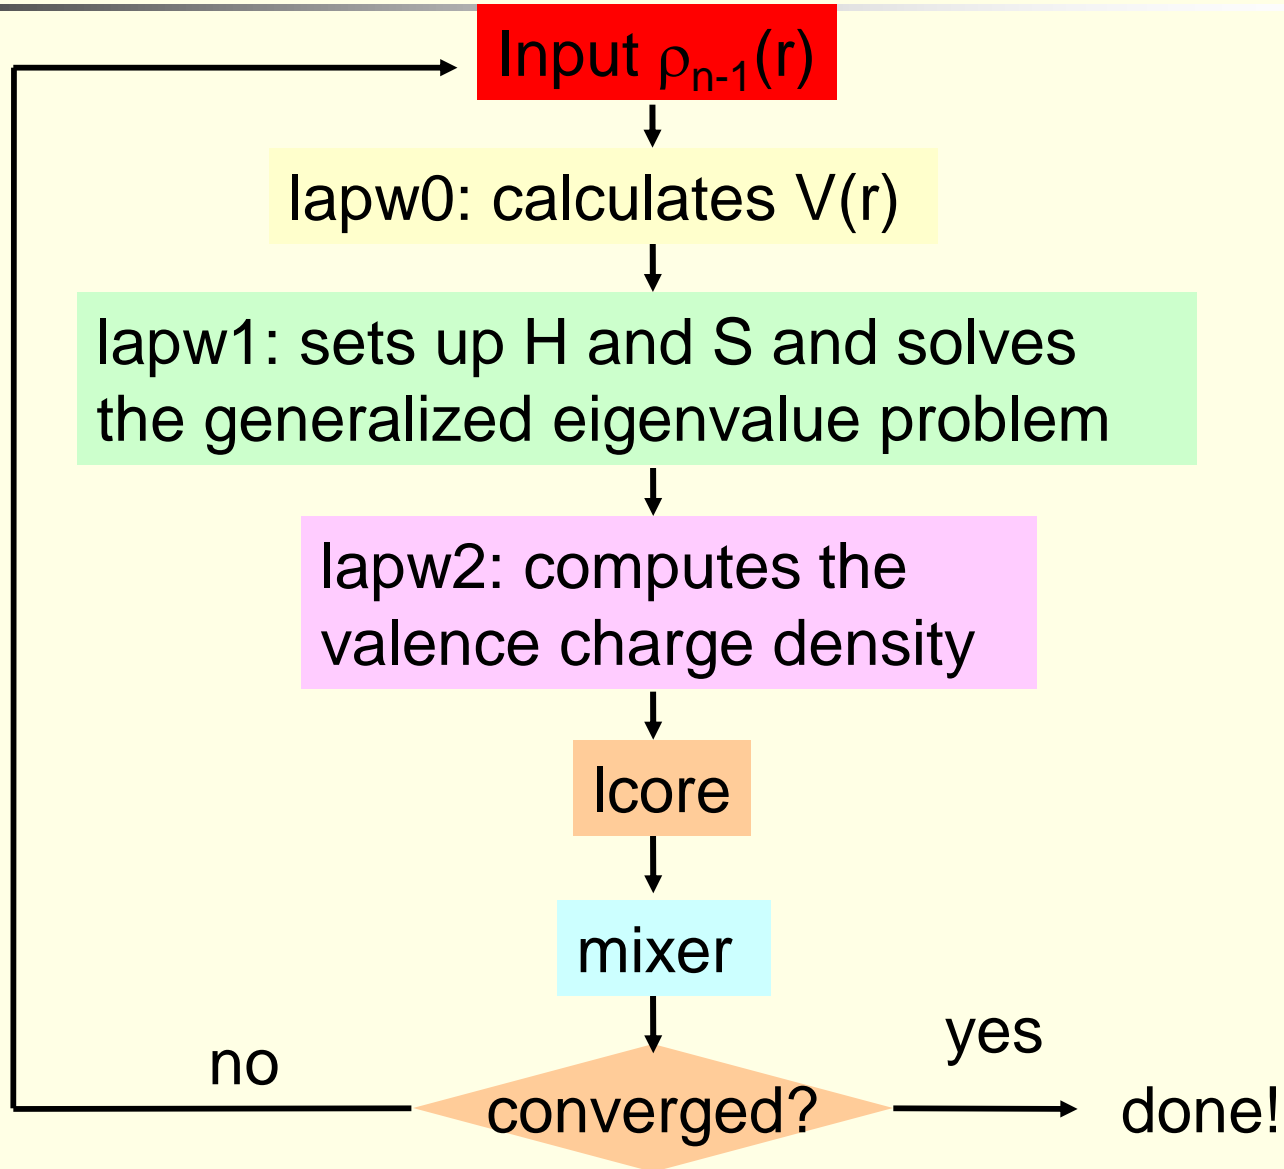 Input ρn-1(r)
lapw0: calculates V(r)
lapw1: sets up H and S and solves
the generalized eigenvalue problem
lapw2: computes the
valence charge density
lcore
mixer
yes
no
converged?
done!